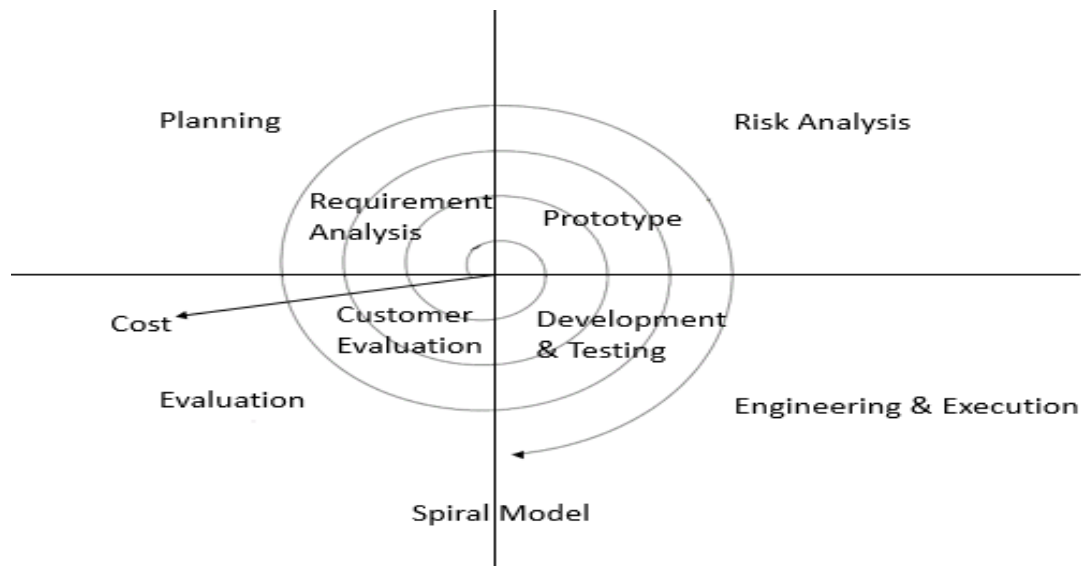 Planning
Risk Analysis
Requirement
Analysis
Prototype
Cost
Customer
Evaluation
Development
& Testing
Evaluation
Engineering & Execution
Spiral Model